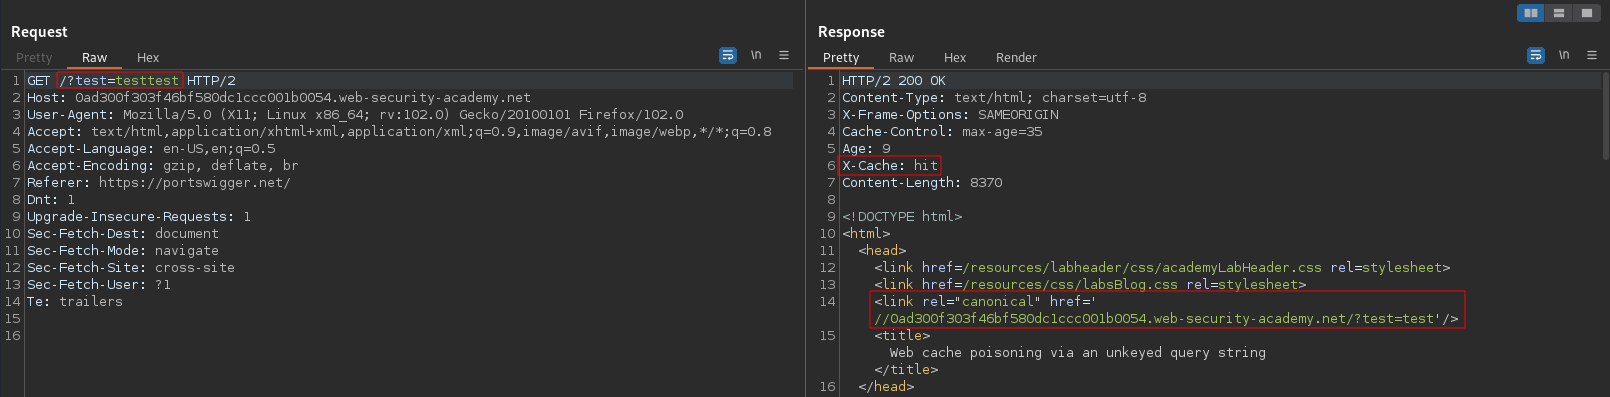 Request
Pretty Raw Hex \n
1 GET /?test=testtest HTTP/2
2 Host: 0ad300f303f46bf580dc1ccc001b0054.web-security-academy.net
3 User-Agent: Mozilla/5.0 (X11; Linux x86_64; rv:102.0) Gecko/20100101 Firefox/102.0
4 Accept: text/html,application/xhtml+xml,application/xml;q=0.9,image/avif,image/webp,*/*;q=0.8
5 Accept-Language: en-US,en;q=0.5
6 Accept-Encoding: gzip, deflate, br
7 Referer: https://portswigger.net/
8 Dnt: 1
9 Upgrade-Insecure-Requests: 1
10 Sec-Fetch-Dest: document
11 Sec-Fetch-Mode: navigate
12 Sec-Fetch-Site: cross-site
13 Sec-Fetch-User: ?1
14 Te: trailers
15
16
Response
Pretty Raw Hex Render \n
1 HTTP/2 200 OK
2 Content-Type: text/html; charset=utf-8
3 X-Frame-Options: SAMEORIGIN
4 Cache-Control: max-age=35
5 Age: 9
6 X-Cache: hit
7 Content-Length: 8370
8
9 <!DOCTYPE html>
10 <html>
11 <head>
12 <link href=/resources/labheader/css/academyLabHeader.css rel=stylesheet>
13 <link href=/resources/css/labsBlog.css rel=stylesheet>
14 <link rel="canonical" href='
//0ad300f303f46bf580dc1ccc001b0054.web-security-academy.net/?test=test'/>
15 <title>
Web cache poisoning via an unkeyed query string
</title>
16 </head>